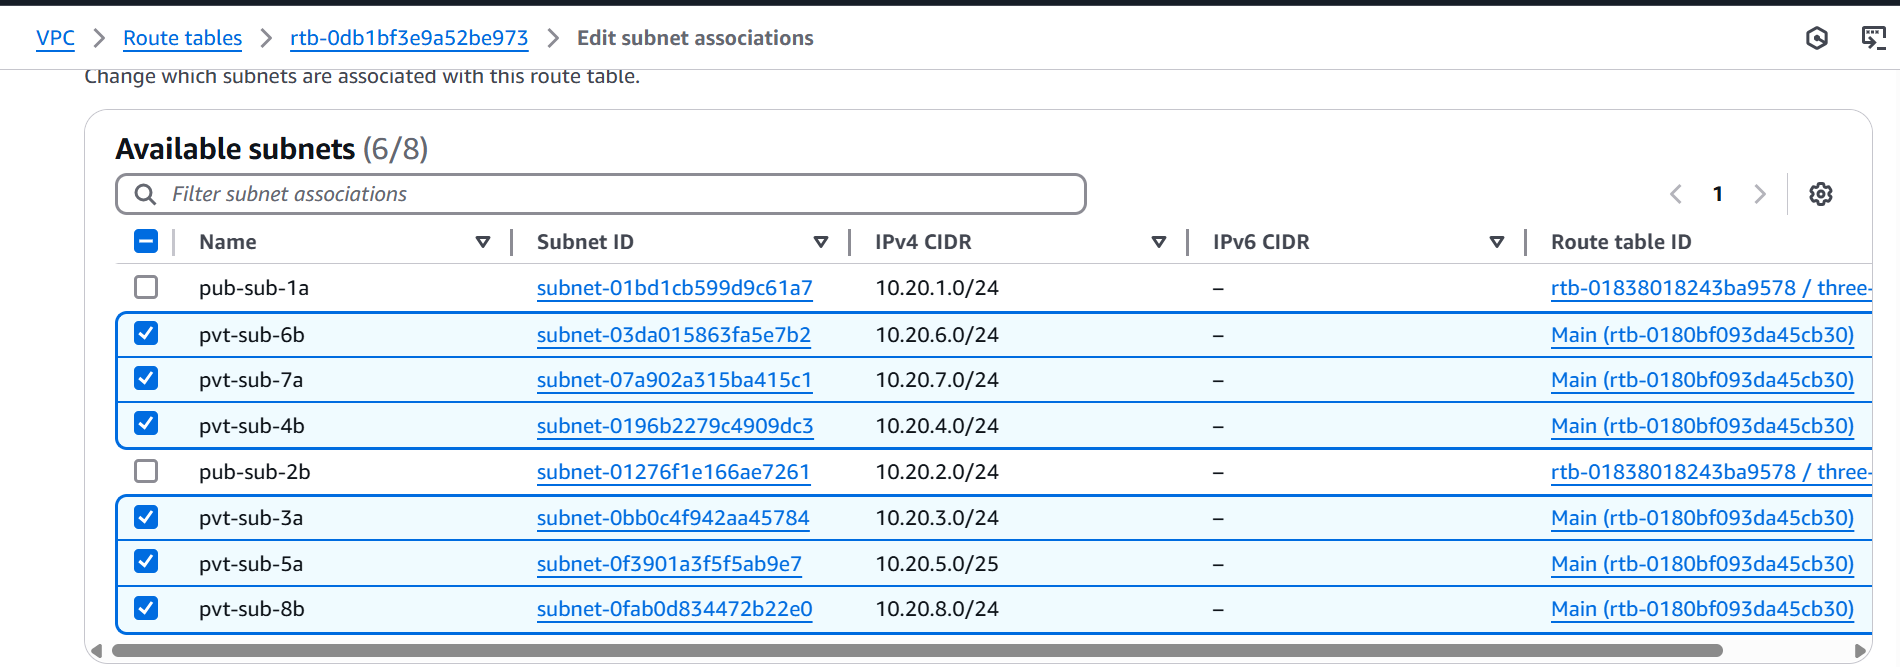 VPC > Route tables > rtb-0db1bf3e9a52be973 > Edit subnet associations
Change which subnets are associated with this route table.
Available subnets (6/8)
Filter subnet associations
1
Name Subnet ID IPv4 CIDR IPv6 CIDR Route table ID
pub-sub-1a subnet-01bd1cb599d9c61a7 10.20.1.0/24 – rtb-01838018243ba9578 / three-
pvt-sub-6b subnet-03da015863fa5e7b2 10.20.6.0/24 – Main (rtb-0180bf093da45cb30)
pvt-sub-7a subnet-07a902a315ba415c1 10.20.7.0/24 – Main (rtb-0180bf093da45cb30)
pvt-sub-4b subnet-0196b2279c4909dc3 10.20.4.0/24 – Main (rtb-0180bf093da45cb30)
pub-sub-2b subnet-01276f1e166ae7261 10.20.2.0/24 – rtb-01838018243ba9578 / three-
pvt-sub-3a subnet-0bb0c4f942aa45784 10.20.3.0/24 – Main (rtb-0180bf093da45cb30)
pvt-sub-5a subnet-0f3901a3f5f5ab9e7 10.20.5.0/25 – Main (rtb-0180bf093da45cb30)
pvt-sub-8b subnet-0fab0d834472b22e0 10.20.8.0/24 – Main (rtb-0180bf093da45cb30)